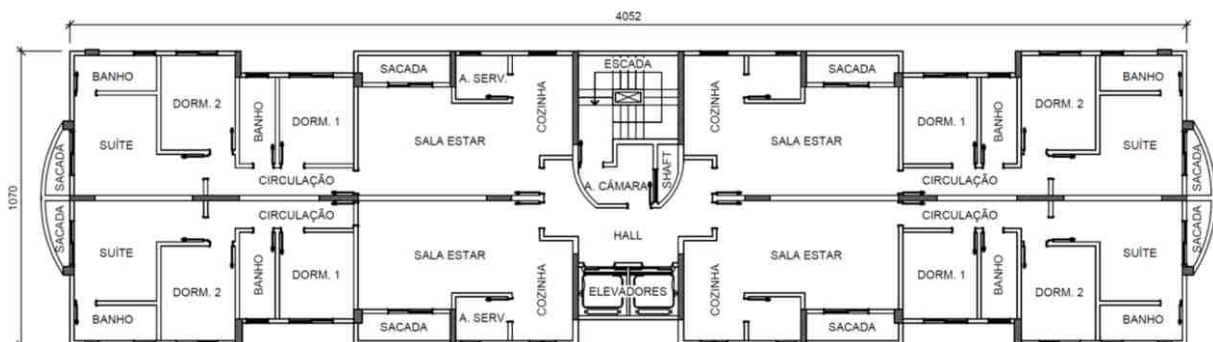 4052
1070
BANHO
DORM. 2
BANHO
DORM. 1
SUÍTE
SACADA
CIRCULAÇÃO
SACADA
SALA ESTAR
A. SERV.
COZINHA
ESCADA
A. CÂMARA
SHAFT
COZINHA
SACADA
SALA ESTAR
DORM. 1
BANHO
DORM. 2
BANHO
SUÍTE
SACADA
CIRCULAÇÃO
SACADA
SUÍTE
BANHO
DORM. 2
CIRCULAÇÃO
BANHO
DORM. 1
SALA ESTAR
SACADA
A. SERV.
COZINHA
HALL
ELEVADORES
COZINHA
SALA ESTAR
SACADA
CIRCULAÇÃO
DORM. 1
BANHO
DORM. 2
SUÍTE
BANHO
SACADA